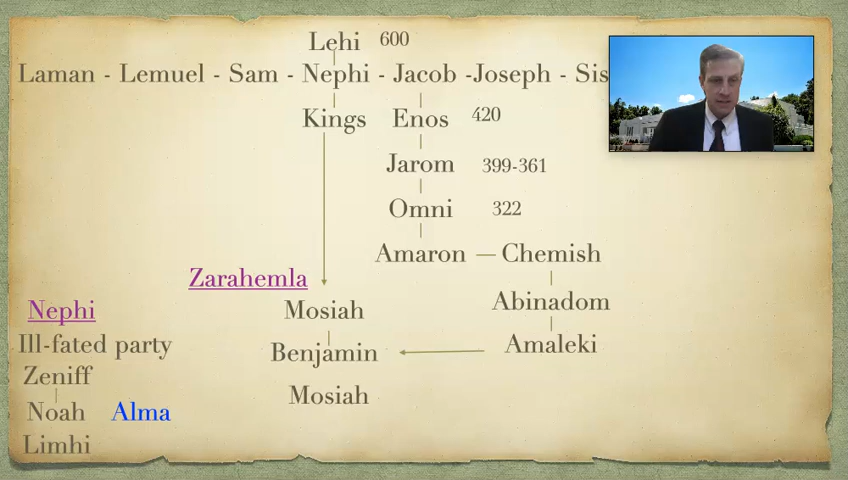 Lehi 600
Laman - Lemuel - Sam - Nephi - Jacob -Joseph - Sis
Kings Enos 420
Jarom 399-361
Omni 322
Amaron — Chemish
Zarahemla
Nephi Mosiah Abinadom
Ill-fated party Benjamin Amaleki
Zeniff
Mosiah
Noah Alma
Limhi